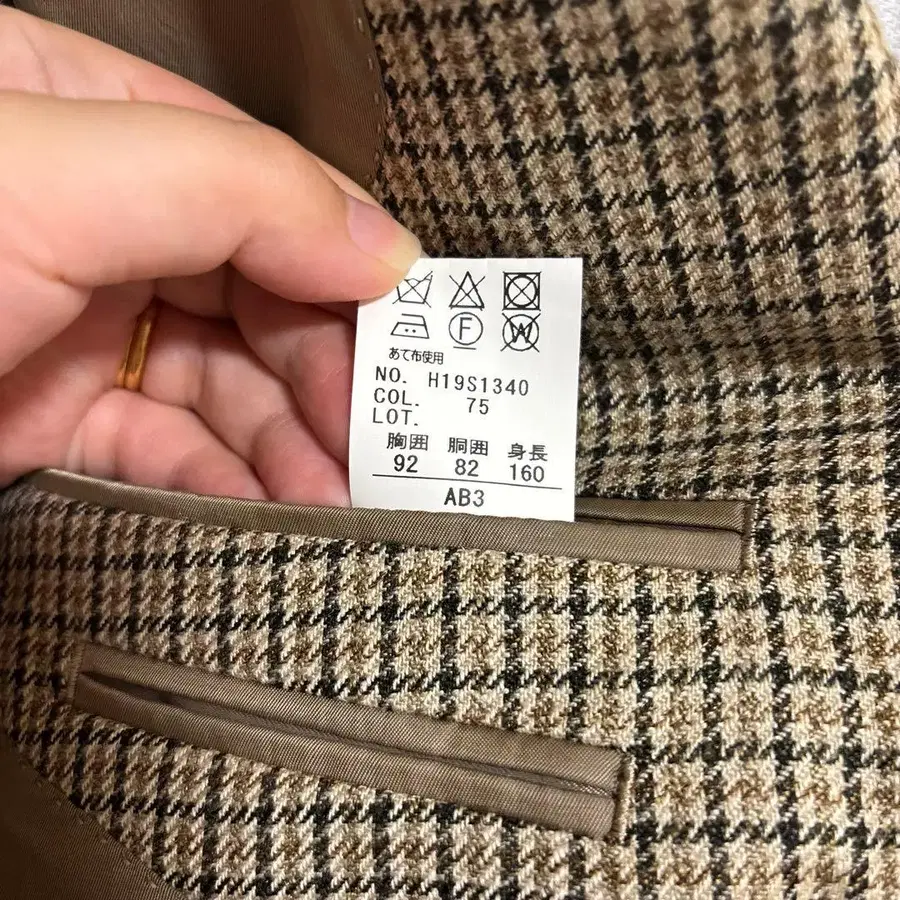 F W
あて布使用
NO. H19S1340
COL. 75
LOT.
胸囲 胴囲 身長
92 82 160
AB3